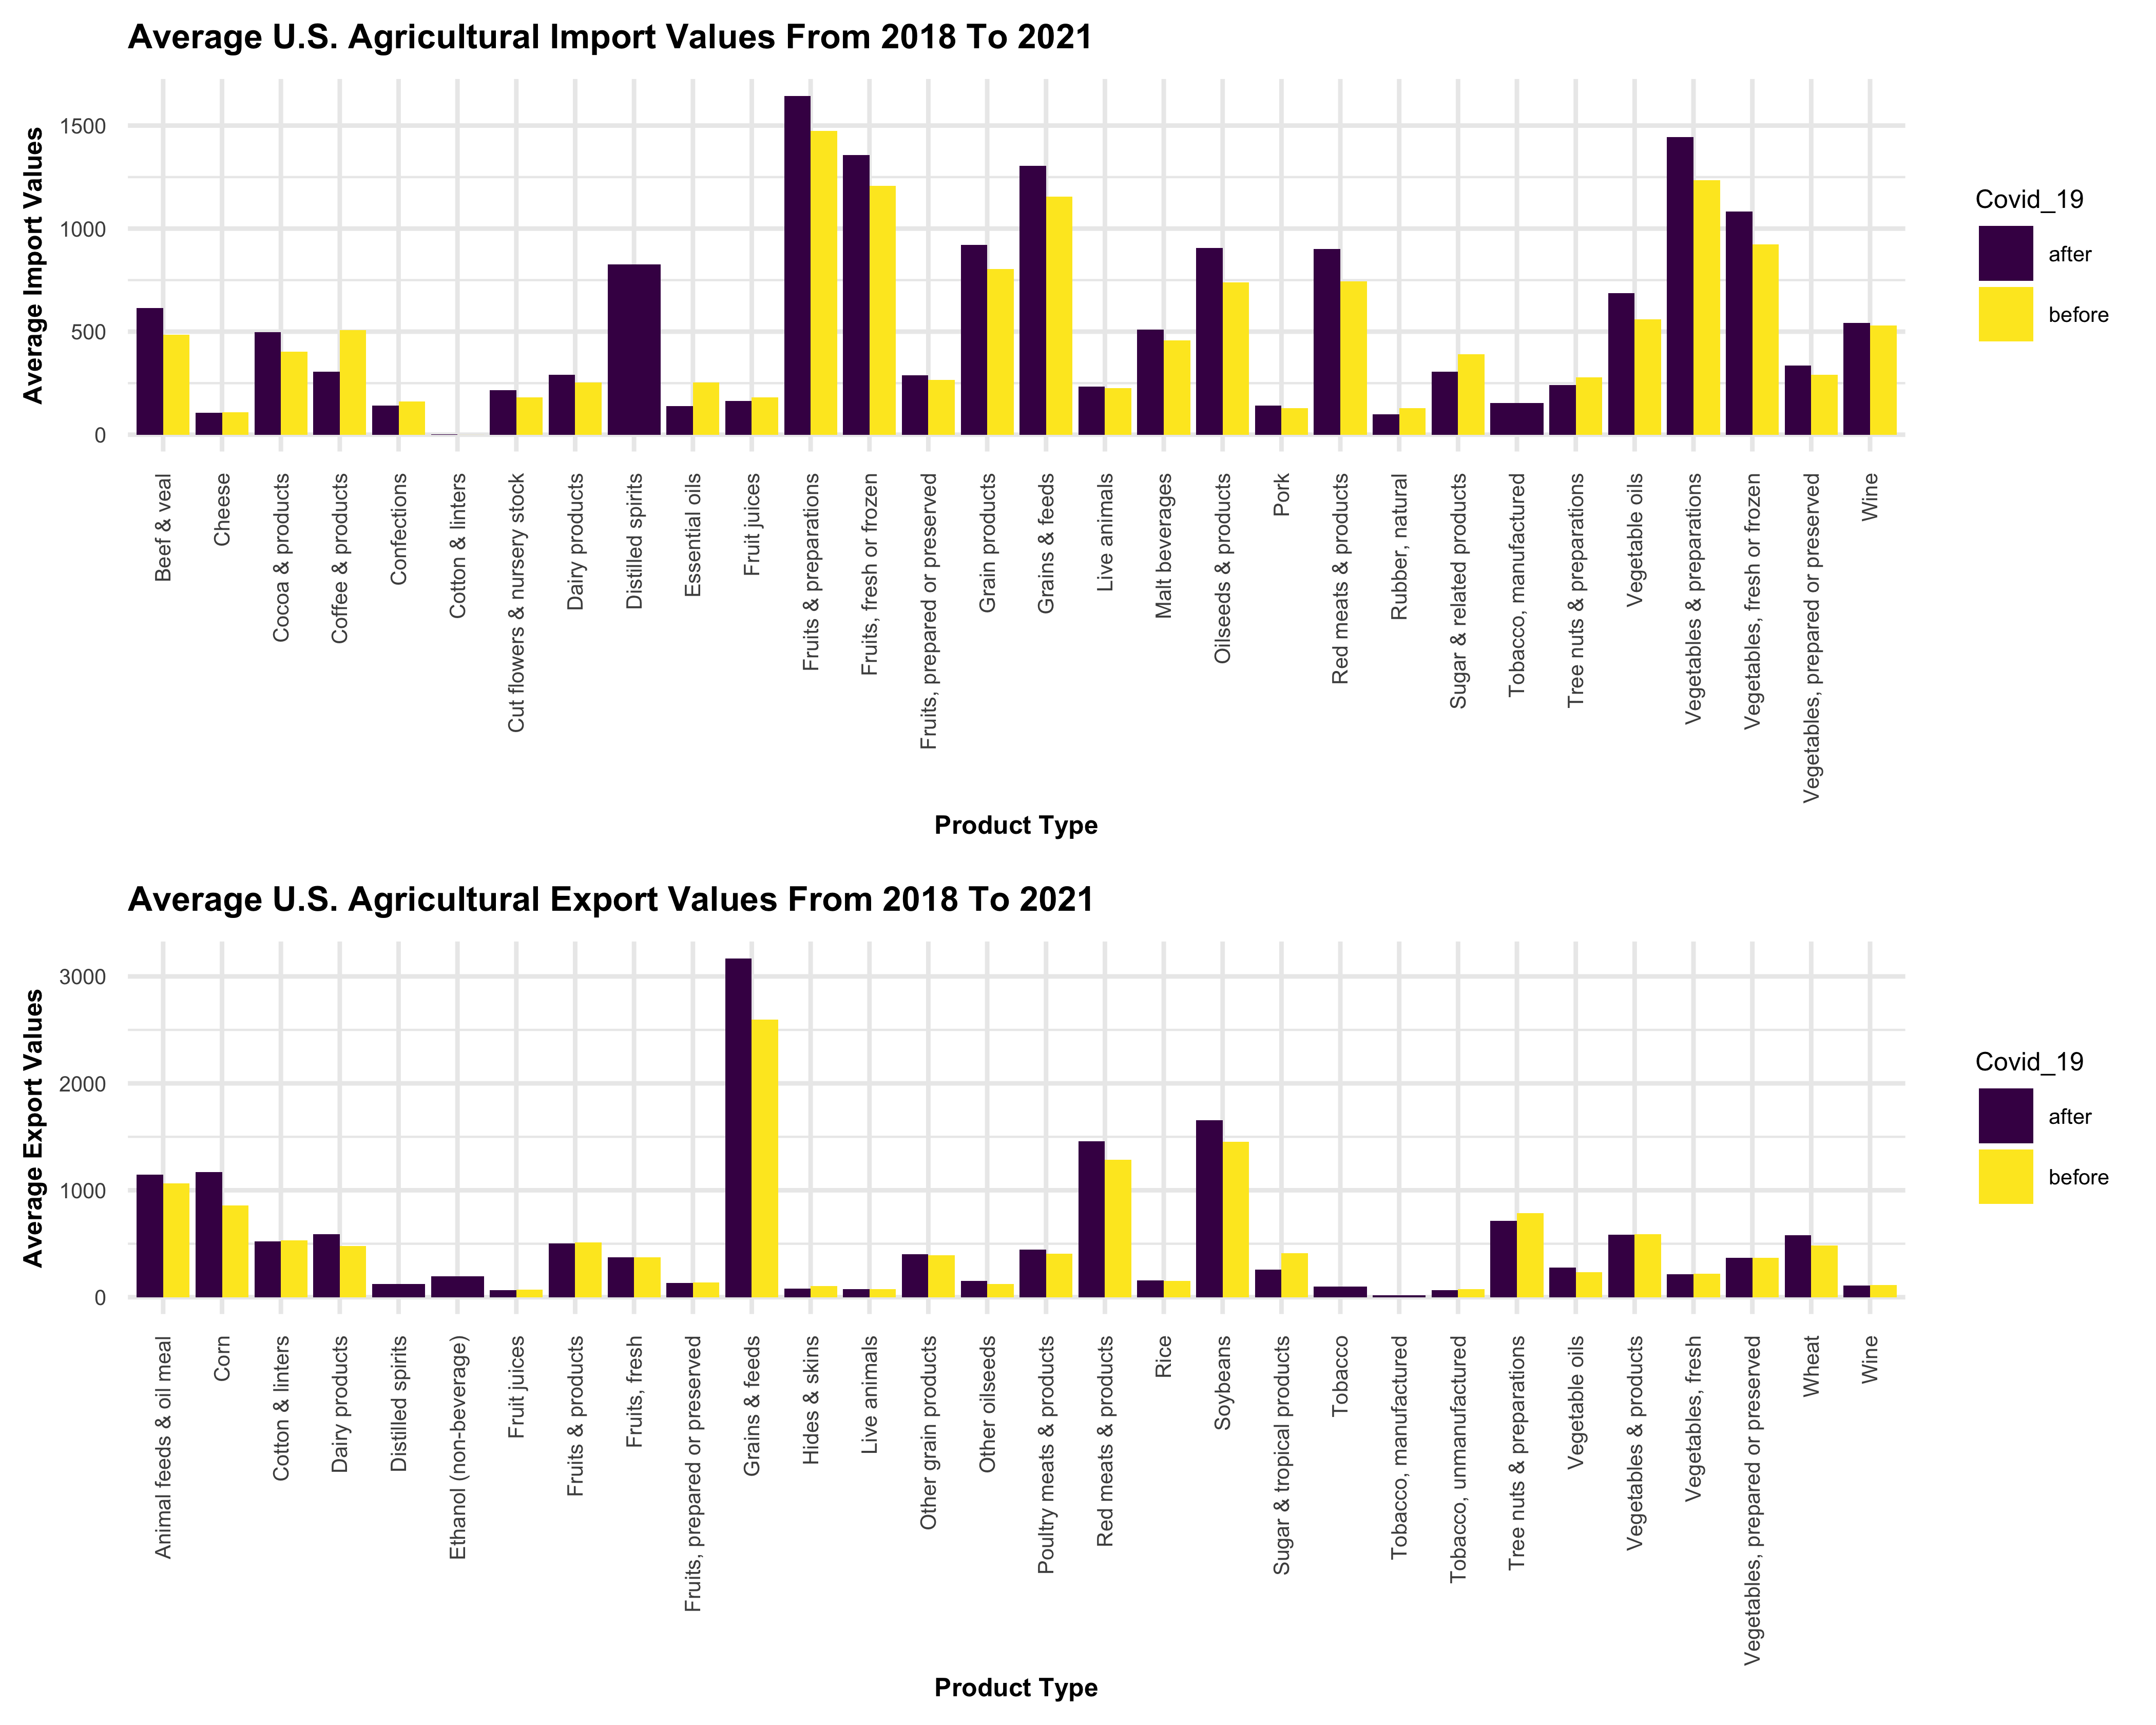 Average U.S. Agricultural Import Values From 2018 To 2021
Average Import Values
1500
1000
500
0
Beef & veal
Cheese
Cocoa & products
Coffee & products
Confections
Cotton & linters
Cut flowers & nursery stock
Dairy products
Distilled spirits
Essential oils
Fruit juices
Fruits & preparations
Fruits, fresh or frozen
Fruits, prepared or preserved
Grain products
Grains & feeds
Live animals
Malt beverages
Oilseeds & products
Pork
Red meats & products
Rubber, natural
Sugar & related products
Tobacco, manufactured
Tree nuts & preparations
Vegetable oils
Vegetables & preparations
Vegetables, fresh or frozen
Vegetables, prepared or preserved
Wine
Product Type
Covid_19
after
before
Average U.S. Agricultural Export Values From 2018 To 2021
Average Export Values
3000
2000
1000
0
Animal feeds & oil meal
Corn
Cotton & linters
Dairy products
Distilled spirits
Ethanol (non-beverage)
Fruit juices
Fruits & products
Fruits, fresh
Fruits, prepared or preserved
Grains & feeds
Hides & skins
Live animals
Other grain products
Other oilseeds
Poultry meats & products
Red meats & products
Rice
Soybeans
Sugar & tropical products
Tobacco
Tobacco, manufactured
Tobacco, unmanufactured
Tree nuts & preparations
Vegetable oils
Vegetables & products
Vegetables, fresh
Vegetables, prepared or preserved
Wheat
Wine
Product Type
Covid_19
after
before